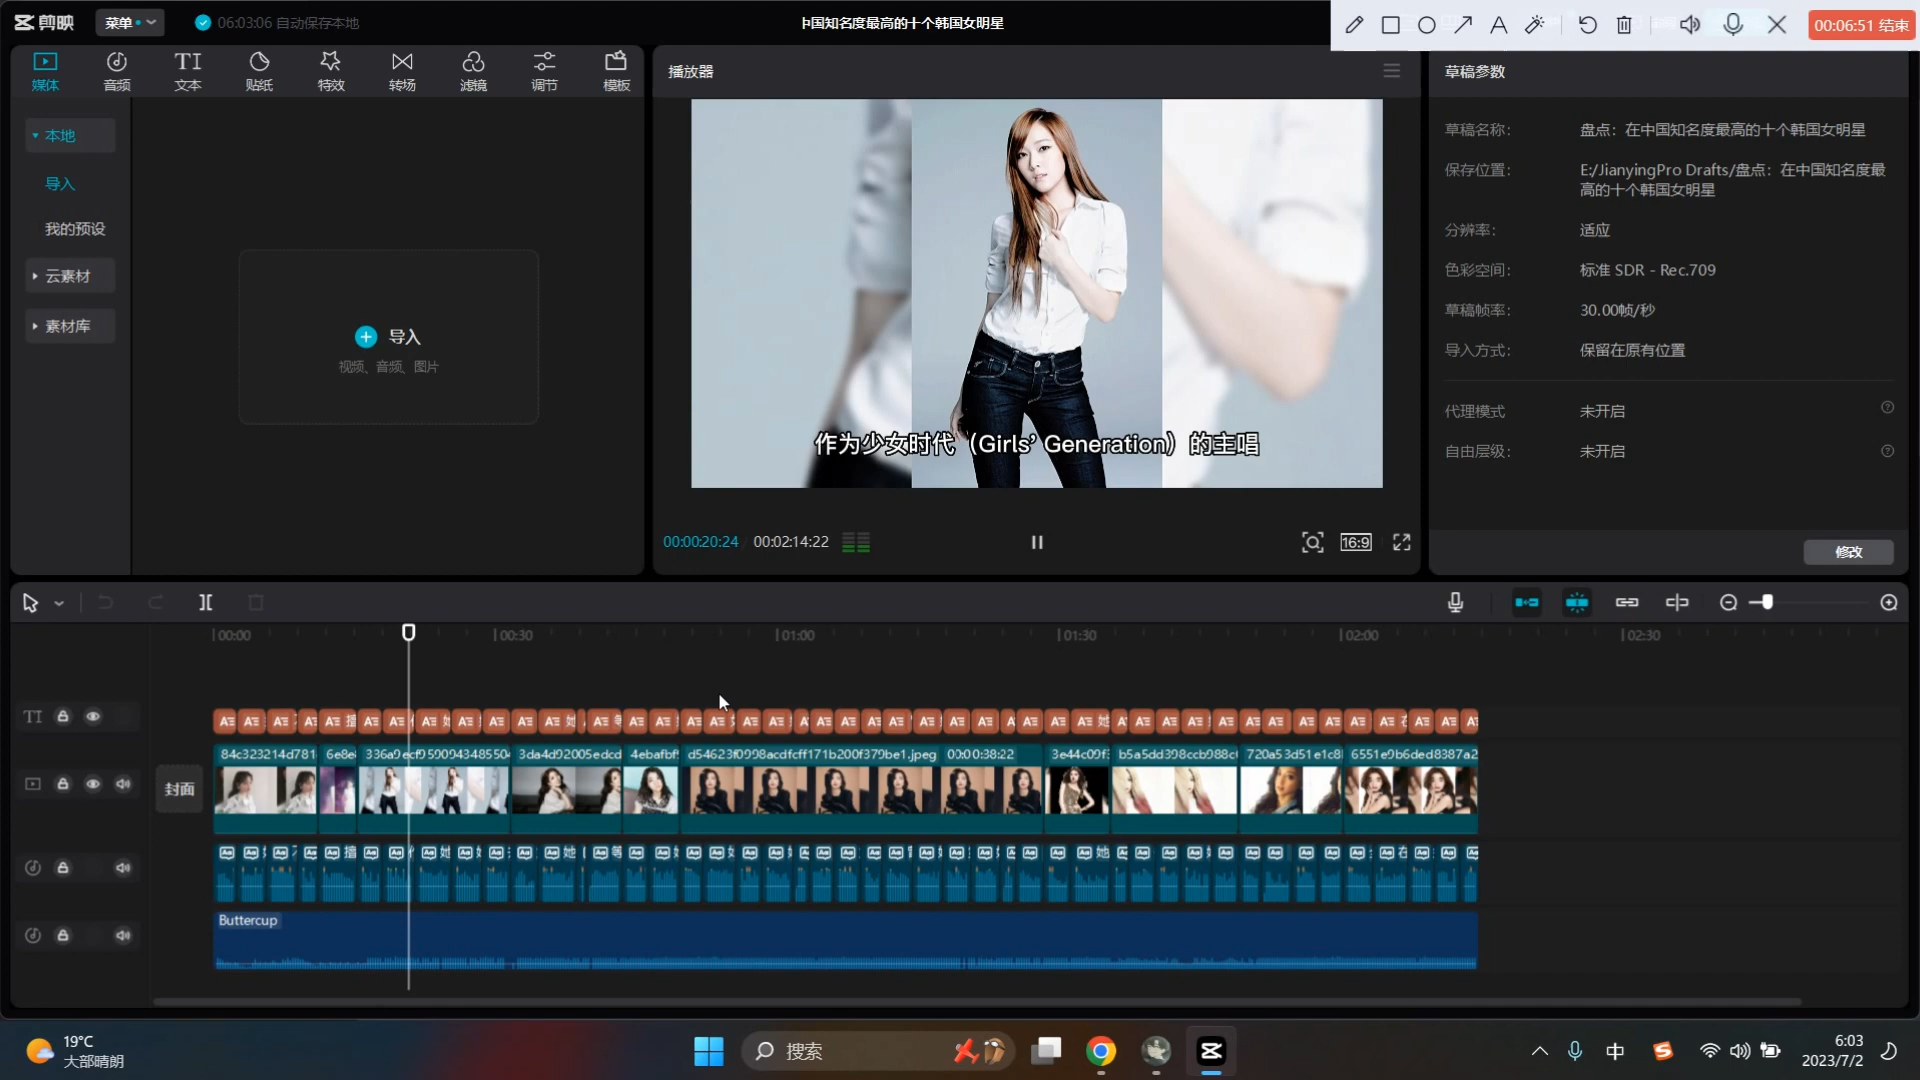 剪映
菜单
06:03:06 自动保存本地
中国知名度最高的十个韩国女明星
00:06:51 结束
媒体
音频
文本
贴纸
特效
转场
滤镜
调节
模板
本地
导入
我的预设
云素材
素材库
导入
视频、音频、图片
播放器
作为少女时代（Girls' Generation）的主唱
00:00:20:24
00:02:14:22
16:9
草稿参数
草稿名称：
盘点：在中国知名度最高的十个韩国女明星
保存位置：
E:/JianyingPro Drafts/盘点：在中国知名度最
高的十个韩国女明星
分辨率：
适应
色彩空间：
标准 SDR - Rec.709
草稿帧率：
30.00帧/秒
导入方式：
保留在原有位置
代理模式
未开启
自由层级：
未开启
修改
00:00
00:30
01:00
01:30
02:00
02:30
TI
封面
84c323214d781
6e8e
3da4d92005edcd
4ebafbf
d54623f0998acdfcff171b200f379be1.jpeg
00:00:38:22
3e44c09f
b5a5dd398ccb988c
720a53d51e1c8
6551e9b6ded8387a2
Buttercup
19°C
大部晴朗
搜索
中
6:03
2023/7/2